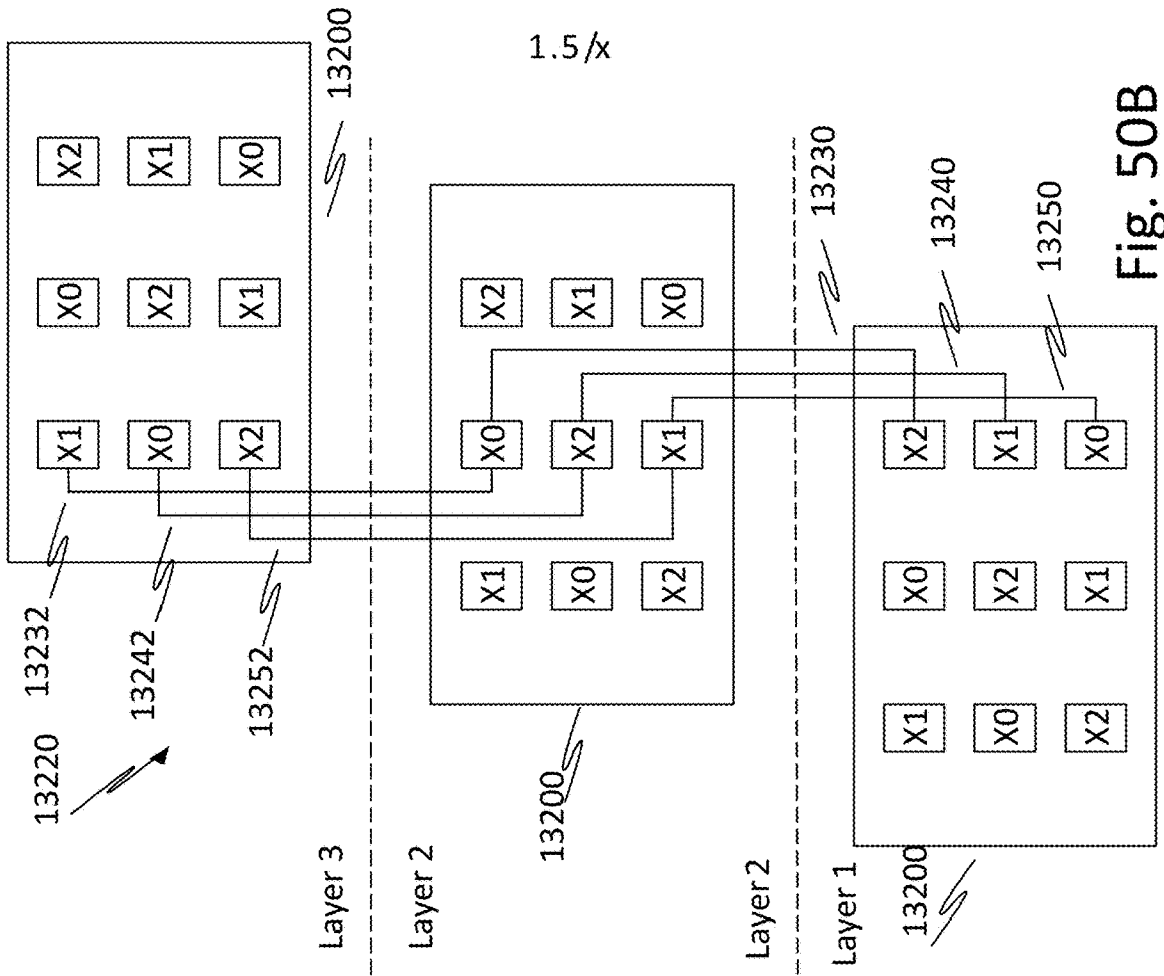 13220
13232
13242
13252
X1 X0 X2
X0 X2 X1
X2 X1 X0
13200
Layer 3
Layer 2
X1 X0 X2
X0 X2 X1
X2 X1 X0
13200
1.5/x
Layer 2
Layer 1
13230
13240
13250
X1 X0 X2
X0 X2 X1
X2 X1 X0
13200
Fig. 50B